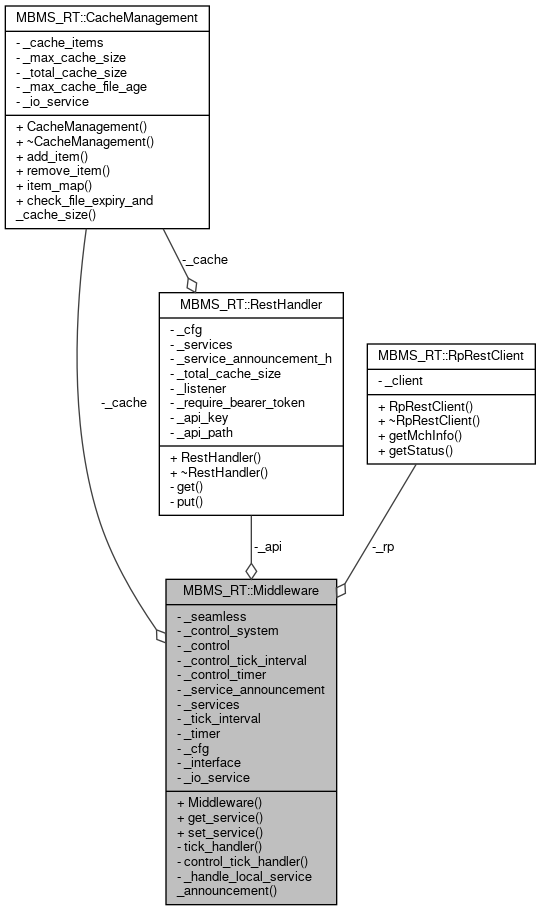 MBMS_RT::CacheManagement
- _cache_items
- _max_cache_size
- _total_cache_size
- _max_cache_file_age
- _io_service
+ CacheManagement()
+ ~CacheManagement()
+ add_item()
+ remove_item()
+ item_map()
+ check_file_expiry_and
_cache_size()
-_cache
MBMS_RT::RestHandler
- _cfg
- _services
- _service_announcement_h
- _total_cache_size
- _listener
- _require_bearer_token
- _api_key
- _api_path
+ RestHandler()
+ ~RestHandler()
- get()
- put()
MBMS_RT::RpRestClient
- _client
+ RpRestClient()
+ ~RpRestClient()
+ getMchInfo()
+ getStatus()
-_cache
-_api
-_rp
MBMS_RT::Middleware
- _seamless
- _control_system
- _control
- _control_tick_interval
- _control_timer
- _service_announcement
- _services
- _tick_interval
- _timer
- _cfg
- _interface
- _io_service
+ Middleware()
+ get_service()
+ set_service()
- tick_handler()
- control_tick_handler()
- _handle_local_service
_announcement()